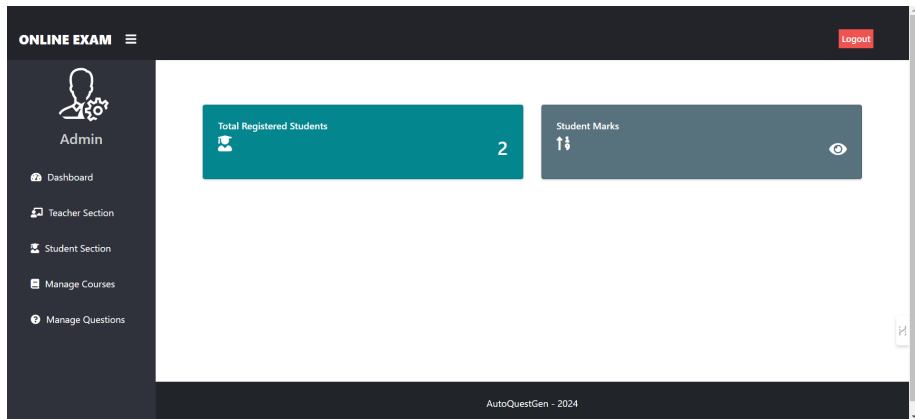 ONLINE EXAM
Logout
Admin
Dashboard
Teacher Section
Student Section
Manage Courses
Manage Questions
Total Registered Students
2
Student Marks
AutoQuestGen - 2024